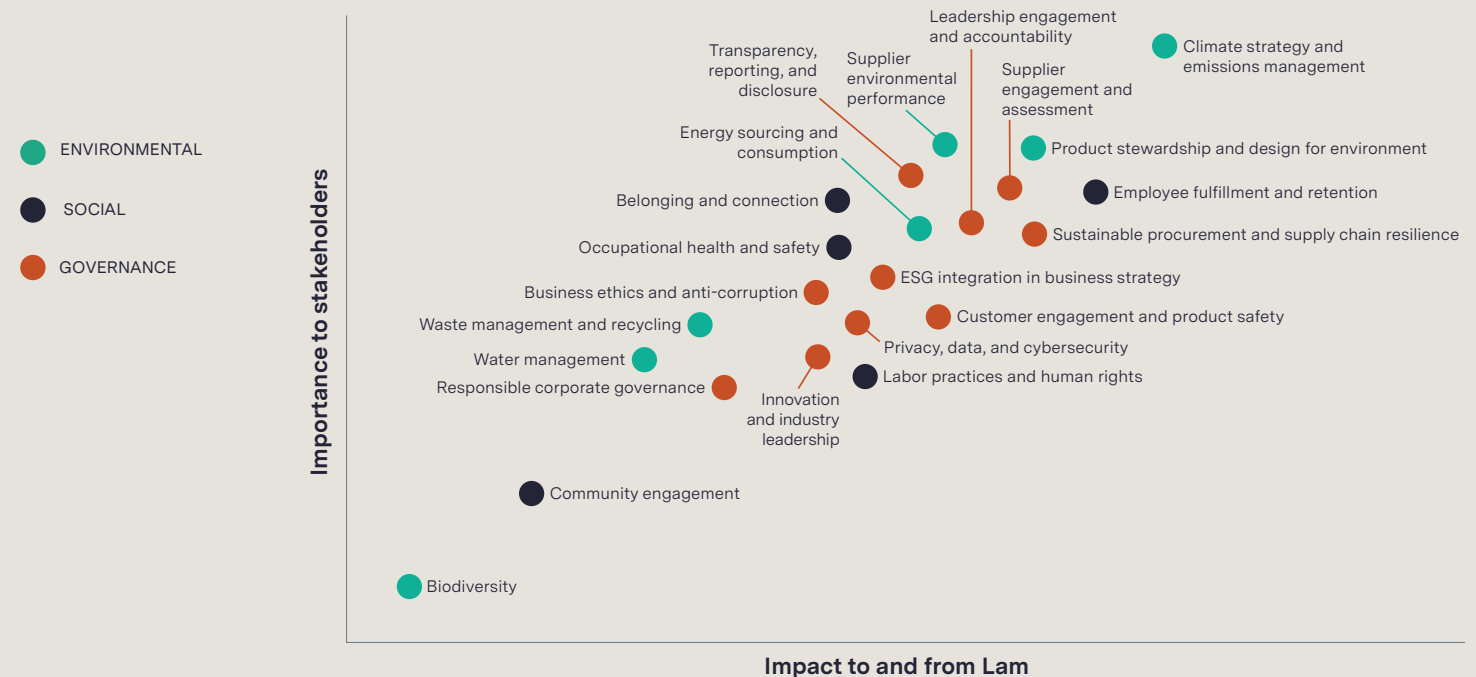 Leadership engagement
and accountability
Transparency,
reporting, and
disclosure
Supplier
environmental
performance
Climate strategy and
emissions management
Supplier
engagement and
assessment
Energy sourcing and
consumption
Product stewardship and design for environment
ENVIRONMENTAL
SOCIAL
GOVERNANCE
Importance to stakeholders
Belonging and connection
Employee fulfillment and retention
Occupational health and safety
Sustainable procurement and supply chain resilience
ESG integration in business strategy
Business ethics and anti-corruption
Customer engagement and product safety
Waste management and recycling
Privacy, data, and cybersecurity
Water management
Labor practices and human rights
Responsible corporate governance
Innovation
and industry
leadership
Community engagement
Biodiversity
Impact to and from Lam